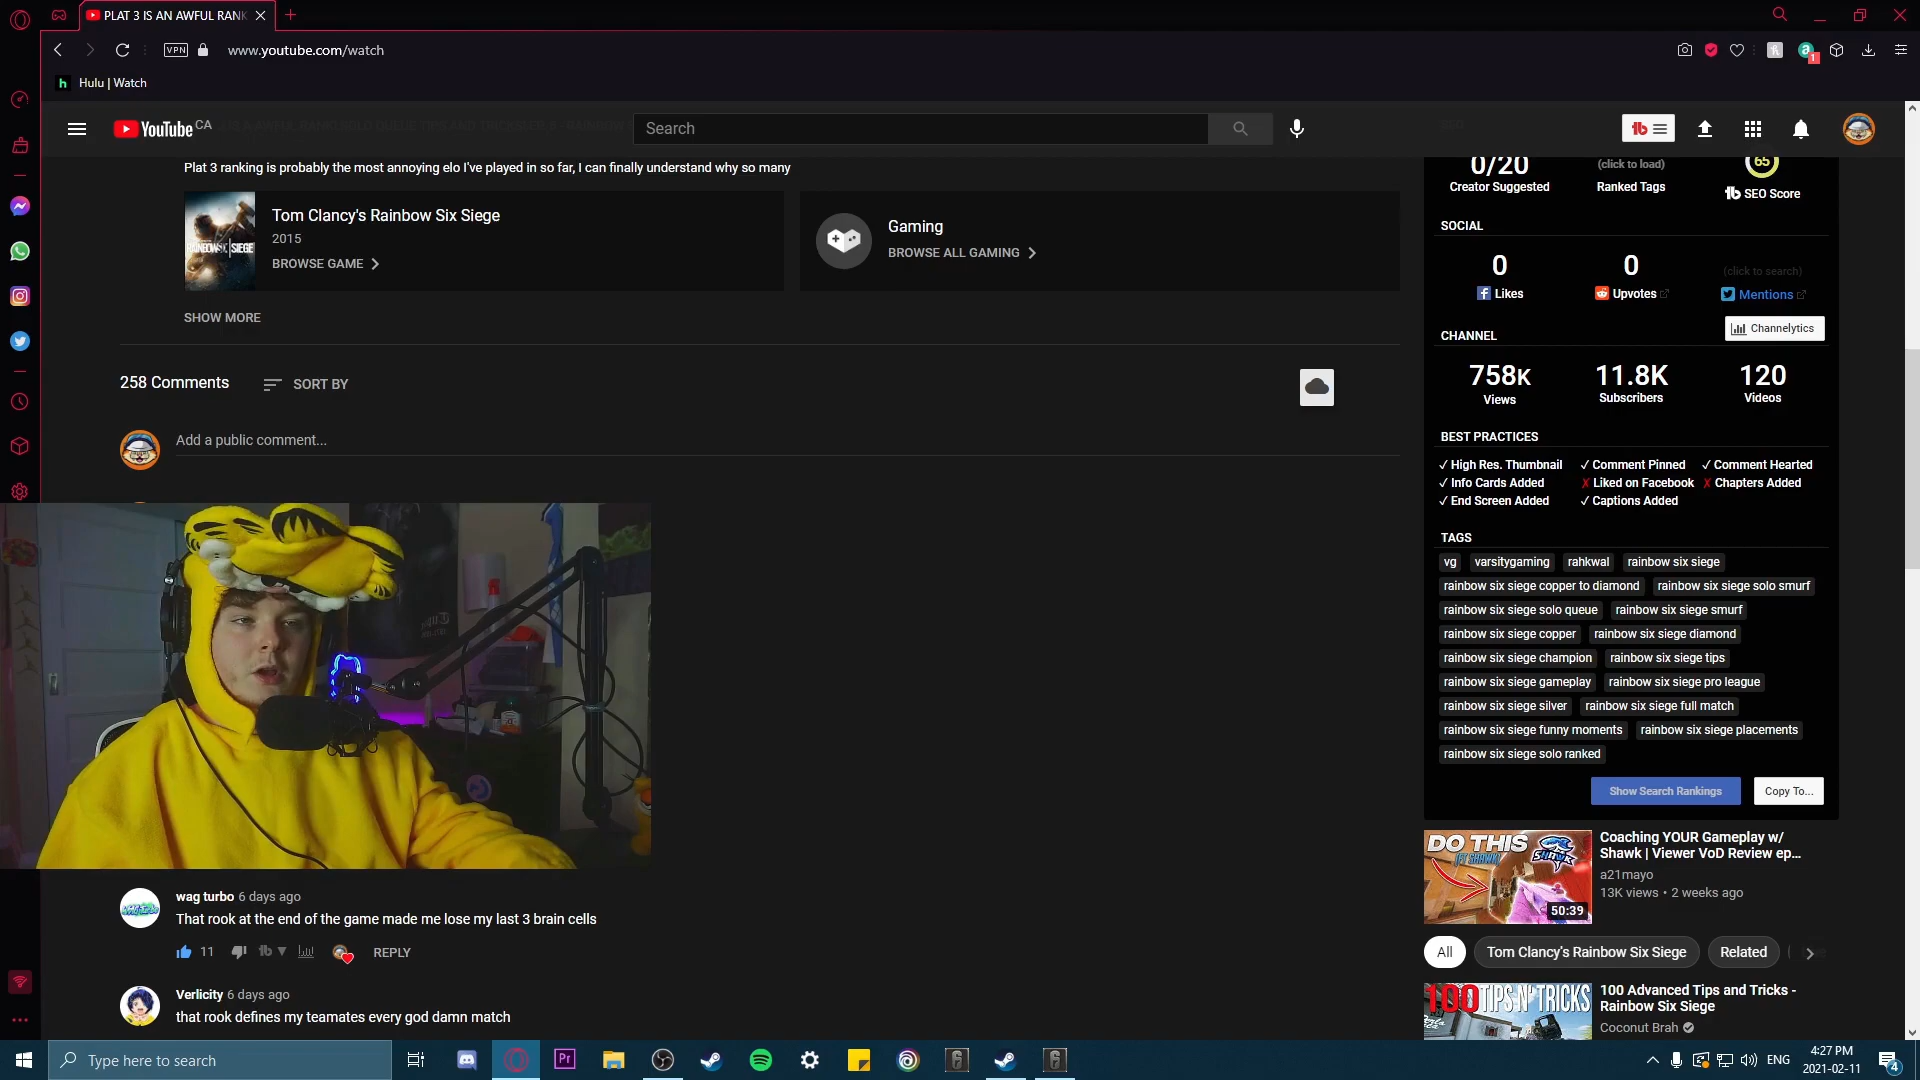 PLAT 3 IS AN AWFUL RANK
VPN
www.youtube.com/watch
1
h
Hulu | Watch
YouTube CA
Search
Plat 3 ranking is probably the most annoying elo I've played in so far, I can finally understand why so many
Tom Clancy's Rainbow Six Siege
2015
BROWSE GAME
Gaming
BROWSE ALL GAMING
SHOW MORE
258 Comments
SORT BY
Add a public comment...
wag turbo 6 days ago
That rook at the end of the game made me lose my last 3 brain cells
11
REPLY
Verlicity 6 days ago
that rook defines my teamates every god damn match
0/20
Creator Suggested
(click to load)
Ranked Tags
65
SEO Score
SOCIAL
0
Likes
0
Upvotes
(click to search)
Mentions
CHANNEL
Channelytics
758K
Views
11.8K
Subscribers
120
Videos
BEST PRACTICES
✓ High Res. Thumbnail ✓ Comment Pinned ✓ Comment Hearted
✓ Info Cards Added ✗ Liked on Facebook ✗ Chapters Added
✓ End Screen Added ✓ Captions Added
TAGS
vg varsitygaming rahkwal rainbow six siege
rainbow six siege copper to diamond rainbow six siege solo smurf
rainbow six siege solo queue rainbow six siege smurf
rainbow six siege copper rainbow six siege diamond
rainbow six siege champion rainbow six siege tips
rainbow six siege gameplay rainbow six siege pro league
rainbow six siege silver rainbow six siege full match
rainbow six siege funny moments rainbow six siege placements
rainbow six siege solo ranked
Show Search Rankings Copy To...
DO THIS
50:39
Coaching YOUR Gameplay w/
Shawk | Viewer VoD Review ep...
a21mayo
13K views • 2 weeks ago
All Tom Clancy's Rainbow Six Siege Related
100 TIPS N' TRICKS
100 Advanced Tips and Tricks -
Rainbow Six Siege
Coconut Brah
Type here to search
Pr
ENG
4:27 PM
2021-02-11
4